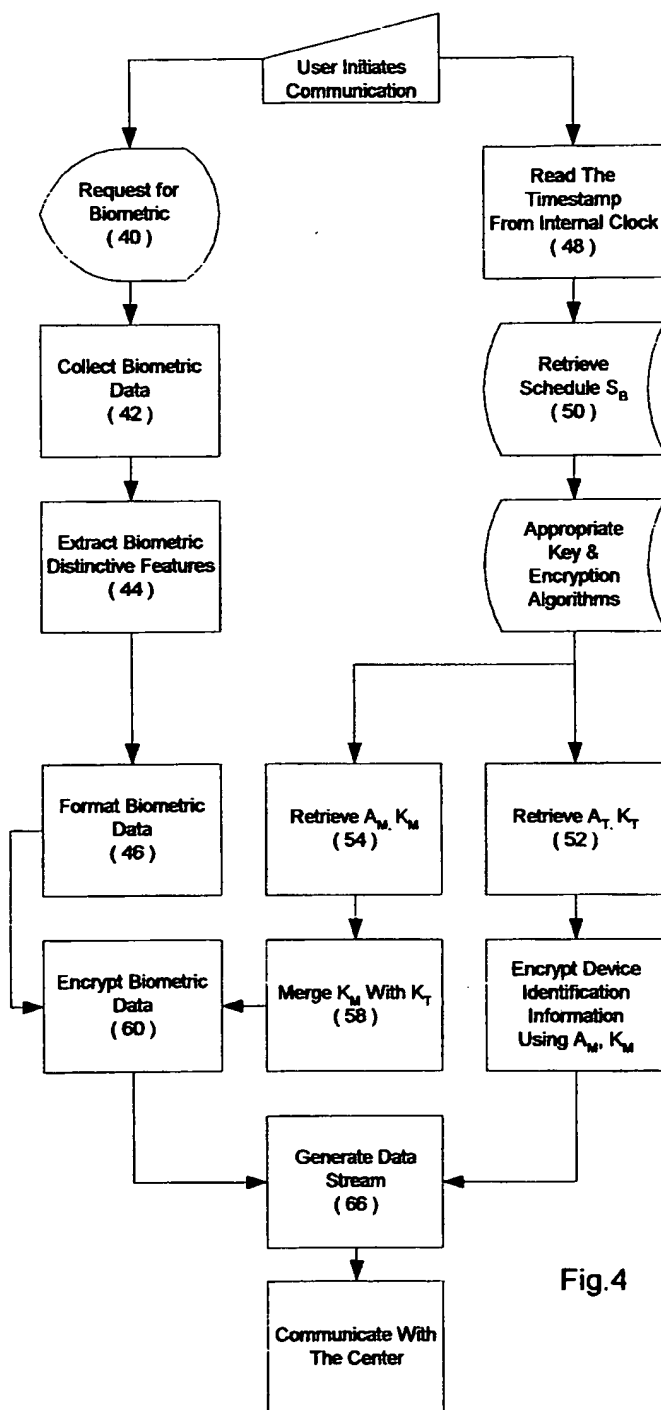 User Initiates
Communication
Request for
Biometric
( 40 )
Read The
Timestamp
From Internal Clock
( 48 )
Collect Biometric
Data
( 42 )
Retrieve
Schedule S_B
( 50 )
Extract Biometric
Distinctive Features
( 44 )
Appropriate
Key &
Encryption
Algorithms
Format Biometric
Data
( 46 )
Retrieve A_M, K_M
( 54 )
Retrieve A_T, K_T
( 52 )
Encrypt Biometric
Data
( 60 )
Merge K_M With K_T
( 58 )
Encrypt Device
Identification
Information
Using A_M, K_M
Generate Data
Stream
( 66 )
Fig.4
Communicate With
The Center